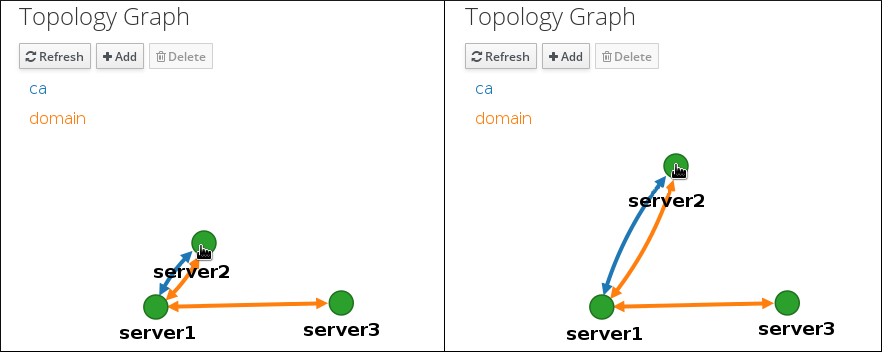 Topology Graph
Refresh Add Delete
ca
domain
server2
server1
server3
Topology Graph
Refresh Add Delete
ca
domain
server2
server1
server3